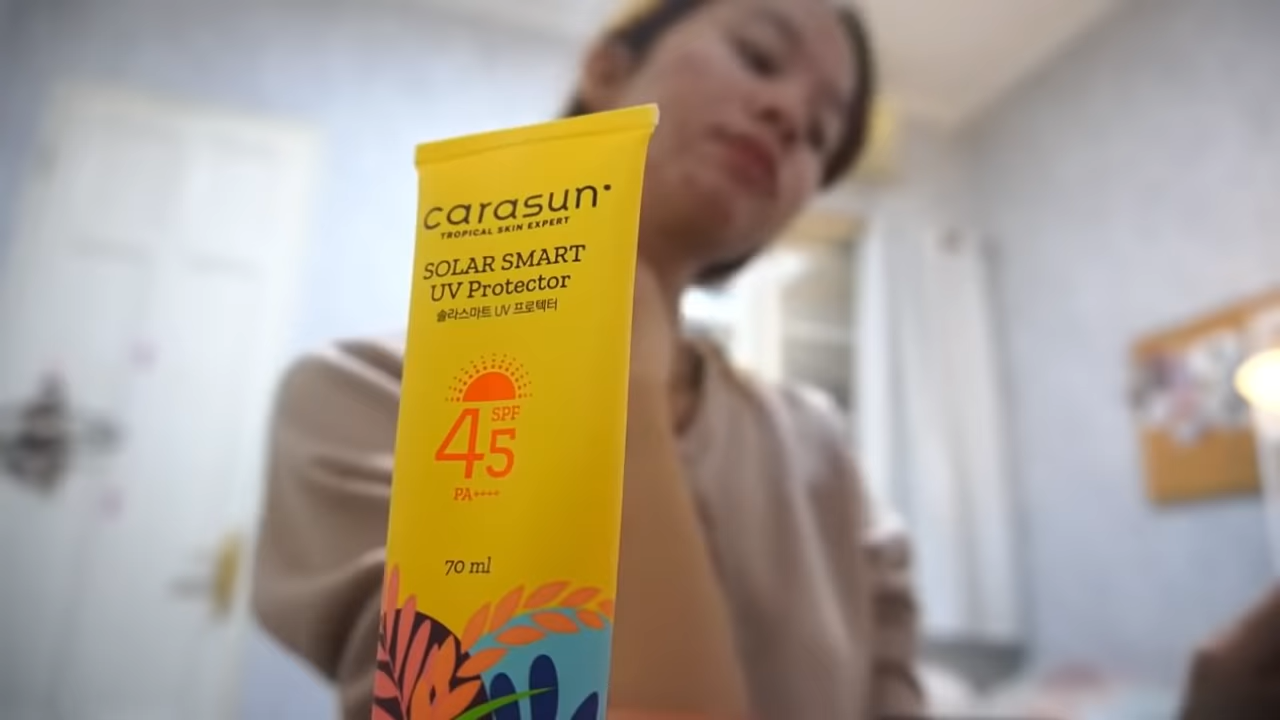 carasun
TROPICAL SKIN EXPERT
SOLAR SMART
UV Protector
솔라스마트 UV 프로텍터
45 SPF
PA++++
70 ml